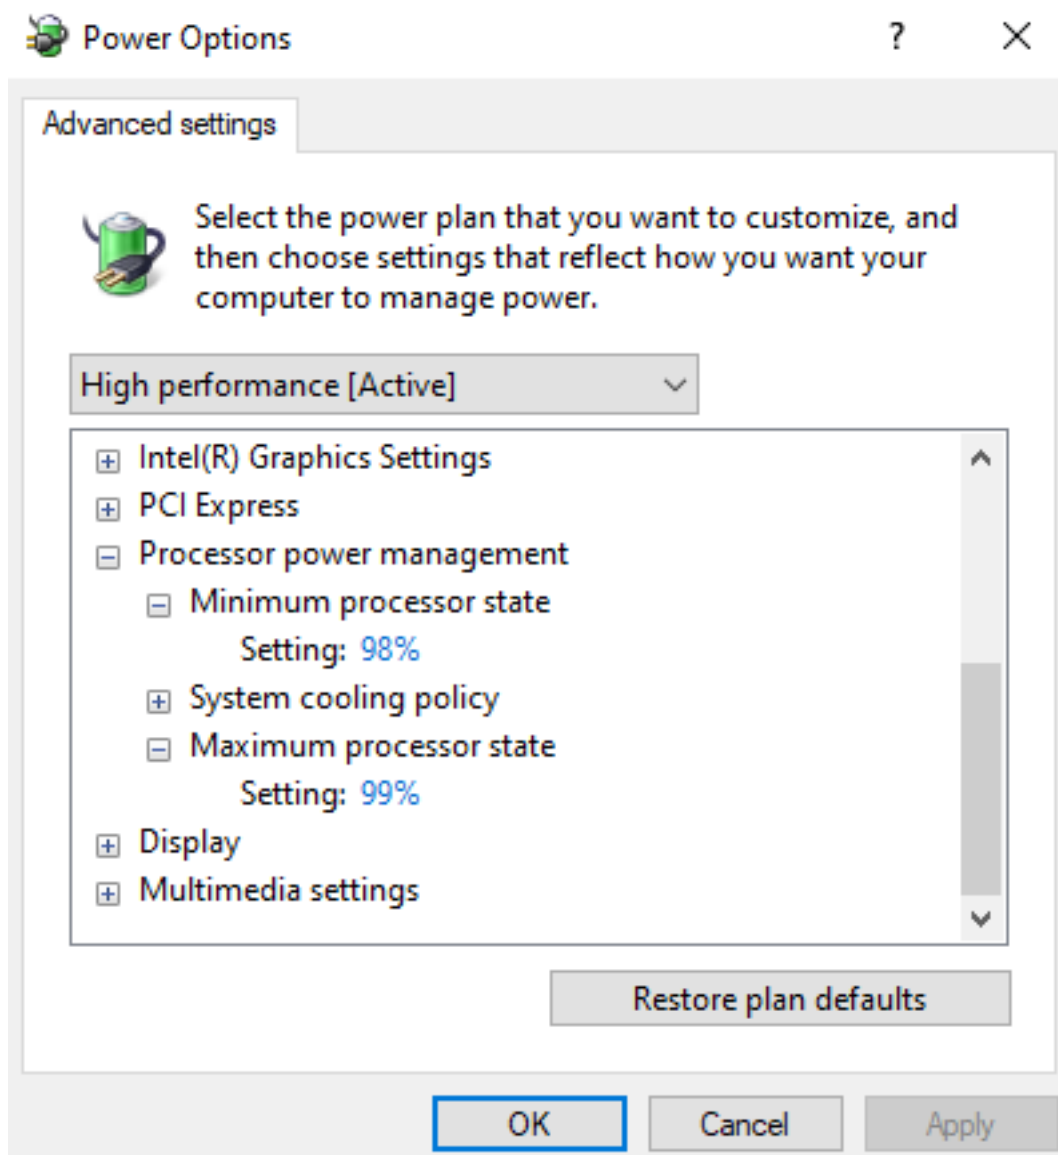 Power Options
?
Advanced settings
Select the power plan that you want to customize, and
then choose settings that reflect how you want your
computer to manage power.
High performance [Active]
Intel(R) Graphics Settings
PCI Express
Processor power management
Minimum processor state
Setting: 98%
System cooling policy
Maximum processor state
Setting: 99%
Display
Multimedia settings
Restore plan defaults
OK
Cancel
Apply